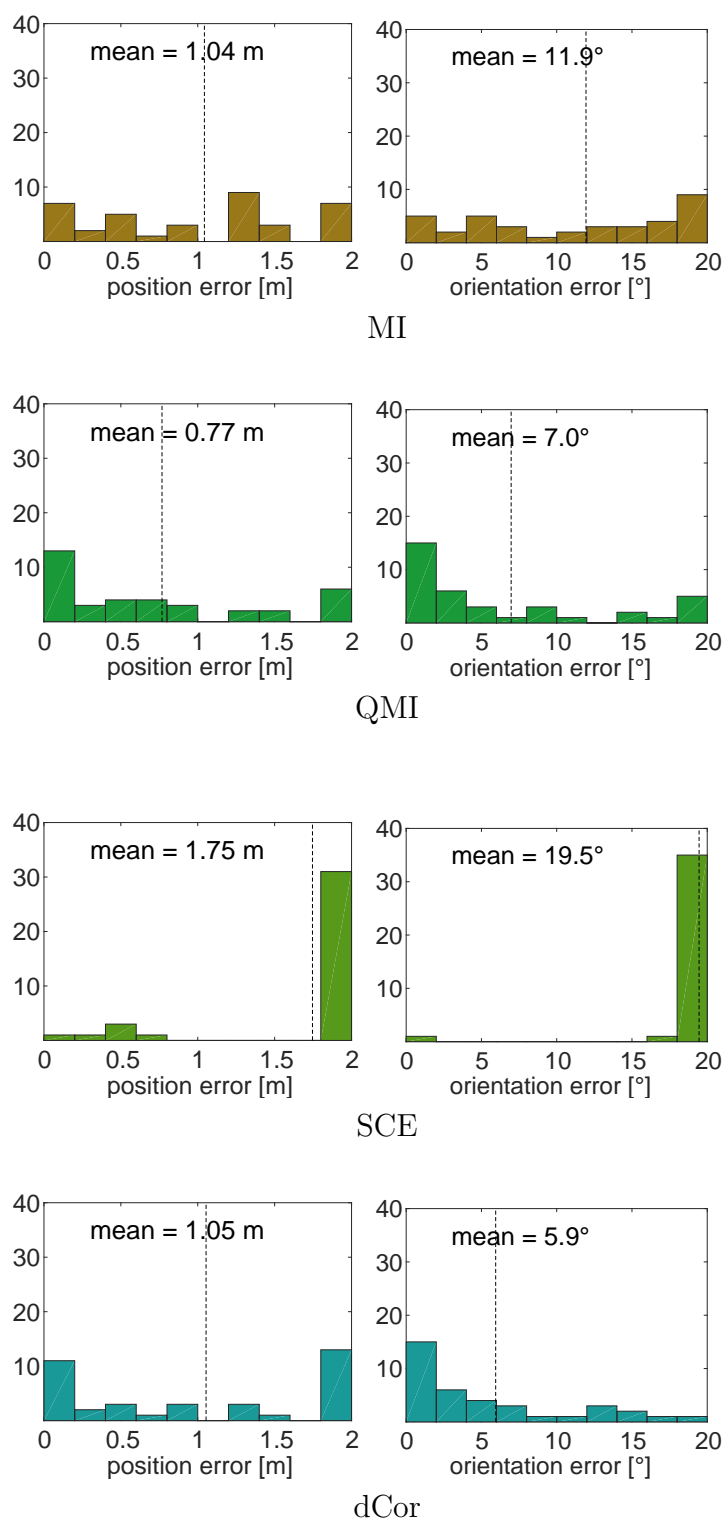 mean = 1.04 m
40
30
20
10
0 0.5 1 1.5 2
position error [m]
mean = 11.9°
40
30
20
10
0 5 10 15 20
orientation error [°]
MI
mean = 0.77 m
40
30
20
10
0 0.5 1 1.5 2
position error [m]
mean = 7.0°
40
30
20
10
0 5 10 15 20
orientation error [°]
QMI
mean = 1.75 m
40
30
20
10
0 0.5 1 1.5 2
position error [m]
mean = 19.5°
40
30
20
10
0 5 10 15 20
orientation error [°]
SCE
mean = 1.05 m
40
30
20
10
0 0.5 1 1.5 2
position error [m]
mean = 5.9°
40
30
20
10
0 5 10 15 20
orientation error [°]
dCor